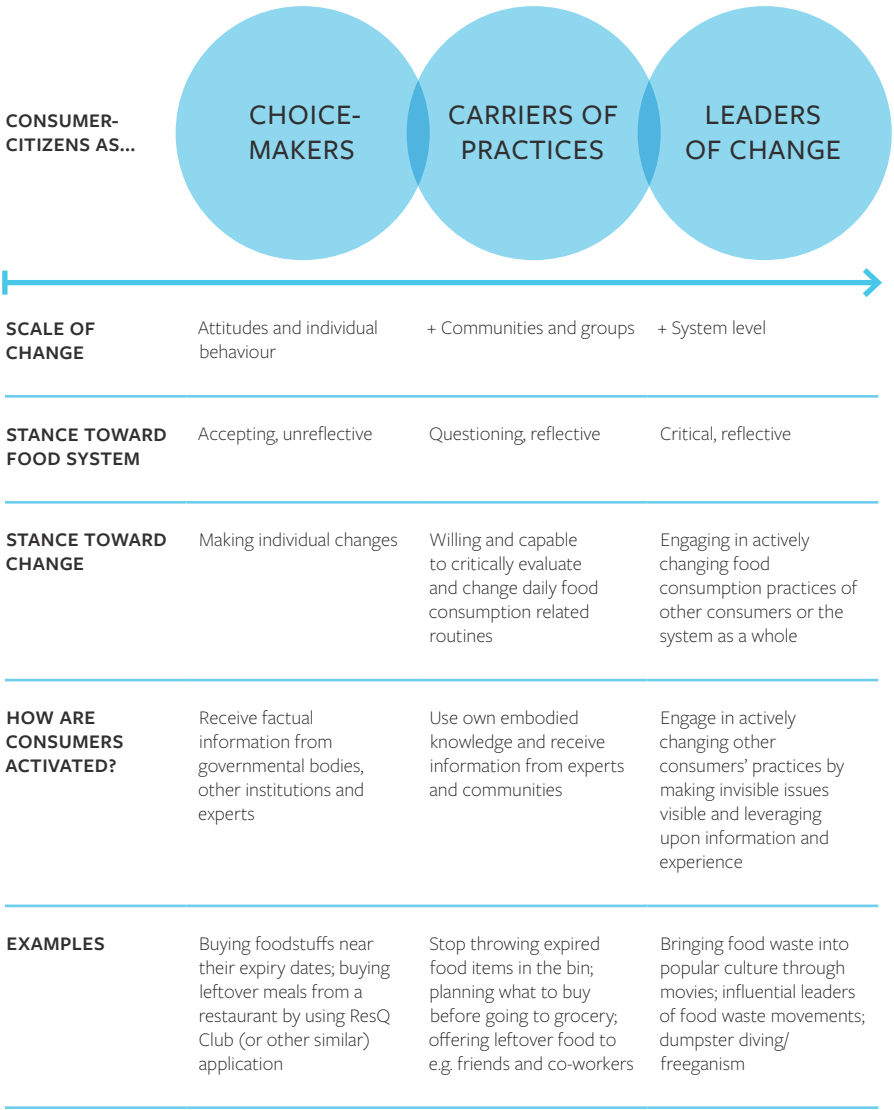 CONSUMER-
CITIZENS AS...
CHOICE-
MAKERS
CARRIERS OF
PRACTICES
LEADERS
OF CHANGE
SCALE OF
CHANGE
Attitudes and individual
behaviour
+ Communities and groups
+ System level
STANCE TOWARD
FOOD SYSTEM
Accepting, unreflective
Questioning, reflective
Critical, reflective
STANCE TOWARD
CHANGE
Making individual changes
Willing and capable
to critically evaluate
and change daily food
consumption related
routines
Engaging in actively
changing food
consumption practices of
other consumers or the
system as a whole
HOW ARE
CONSUMERS
ACTIVATED?
Receive factual
information from
governmental bodies,
other institutions and
experts
Use own embodied
knowledge and receive
information from experts
and communities
Engage in actively
changing other
consumers' practices by
making invisible issues
visible and leveraging
upon information and
experience
EXAMPLES
Buying foodstuffs near
their expiry dates; buying
leftover meals from a
restaurant by using ResQ
Club (or other similar)
application
Stop throwing expired
food items in the bin;
planning what to buy
before going to grocery;
offering leftover food to
e.g. friends and co-workers
Bringing food waste into
popular culture through
movies; influential leaders
of food waste movements;
dumpster diving/
freeganism